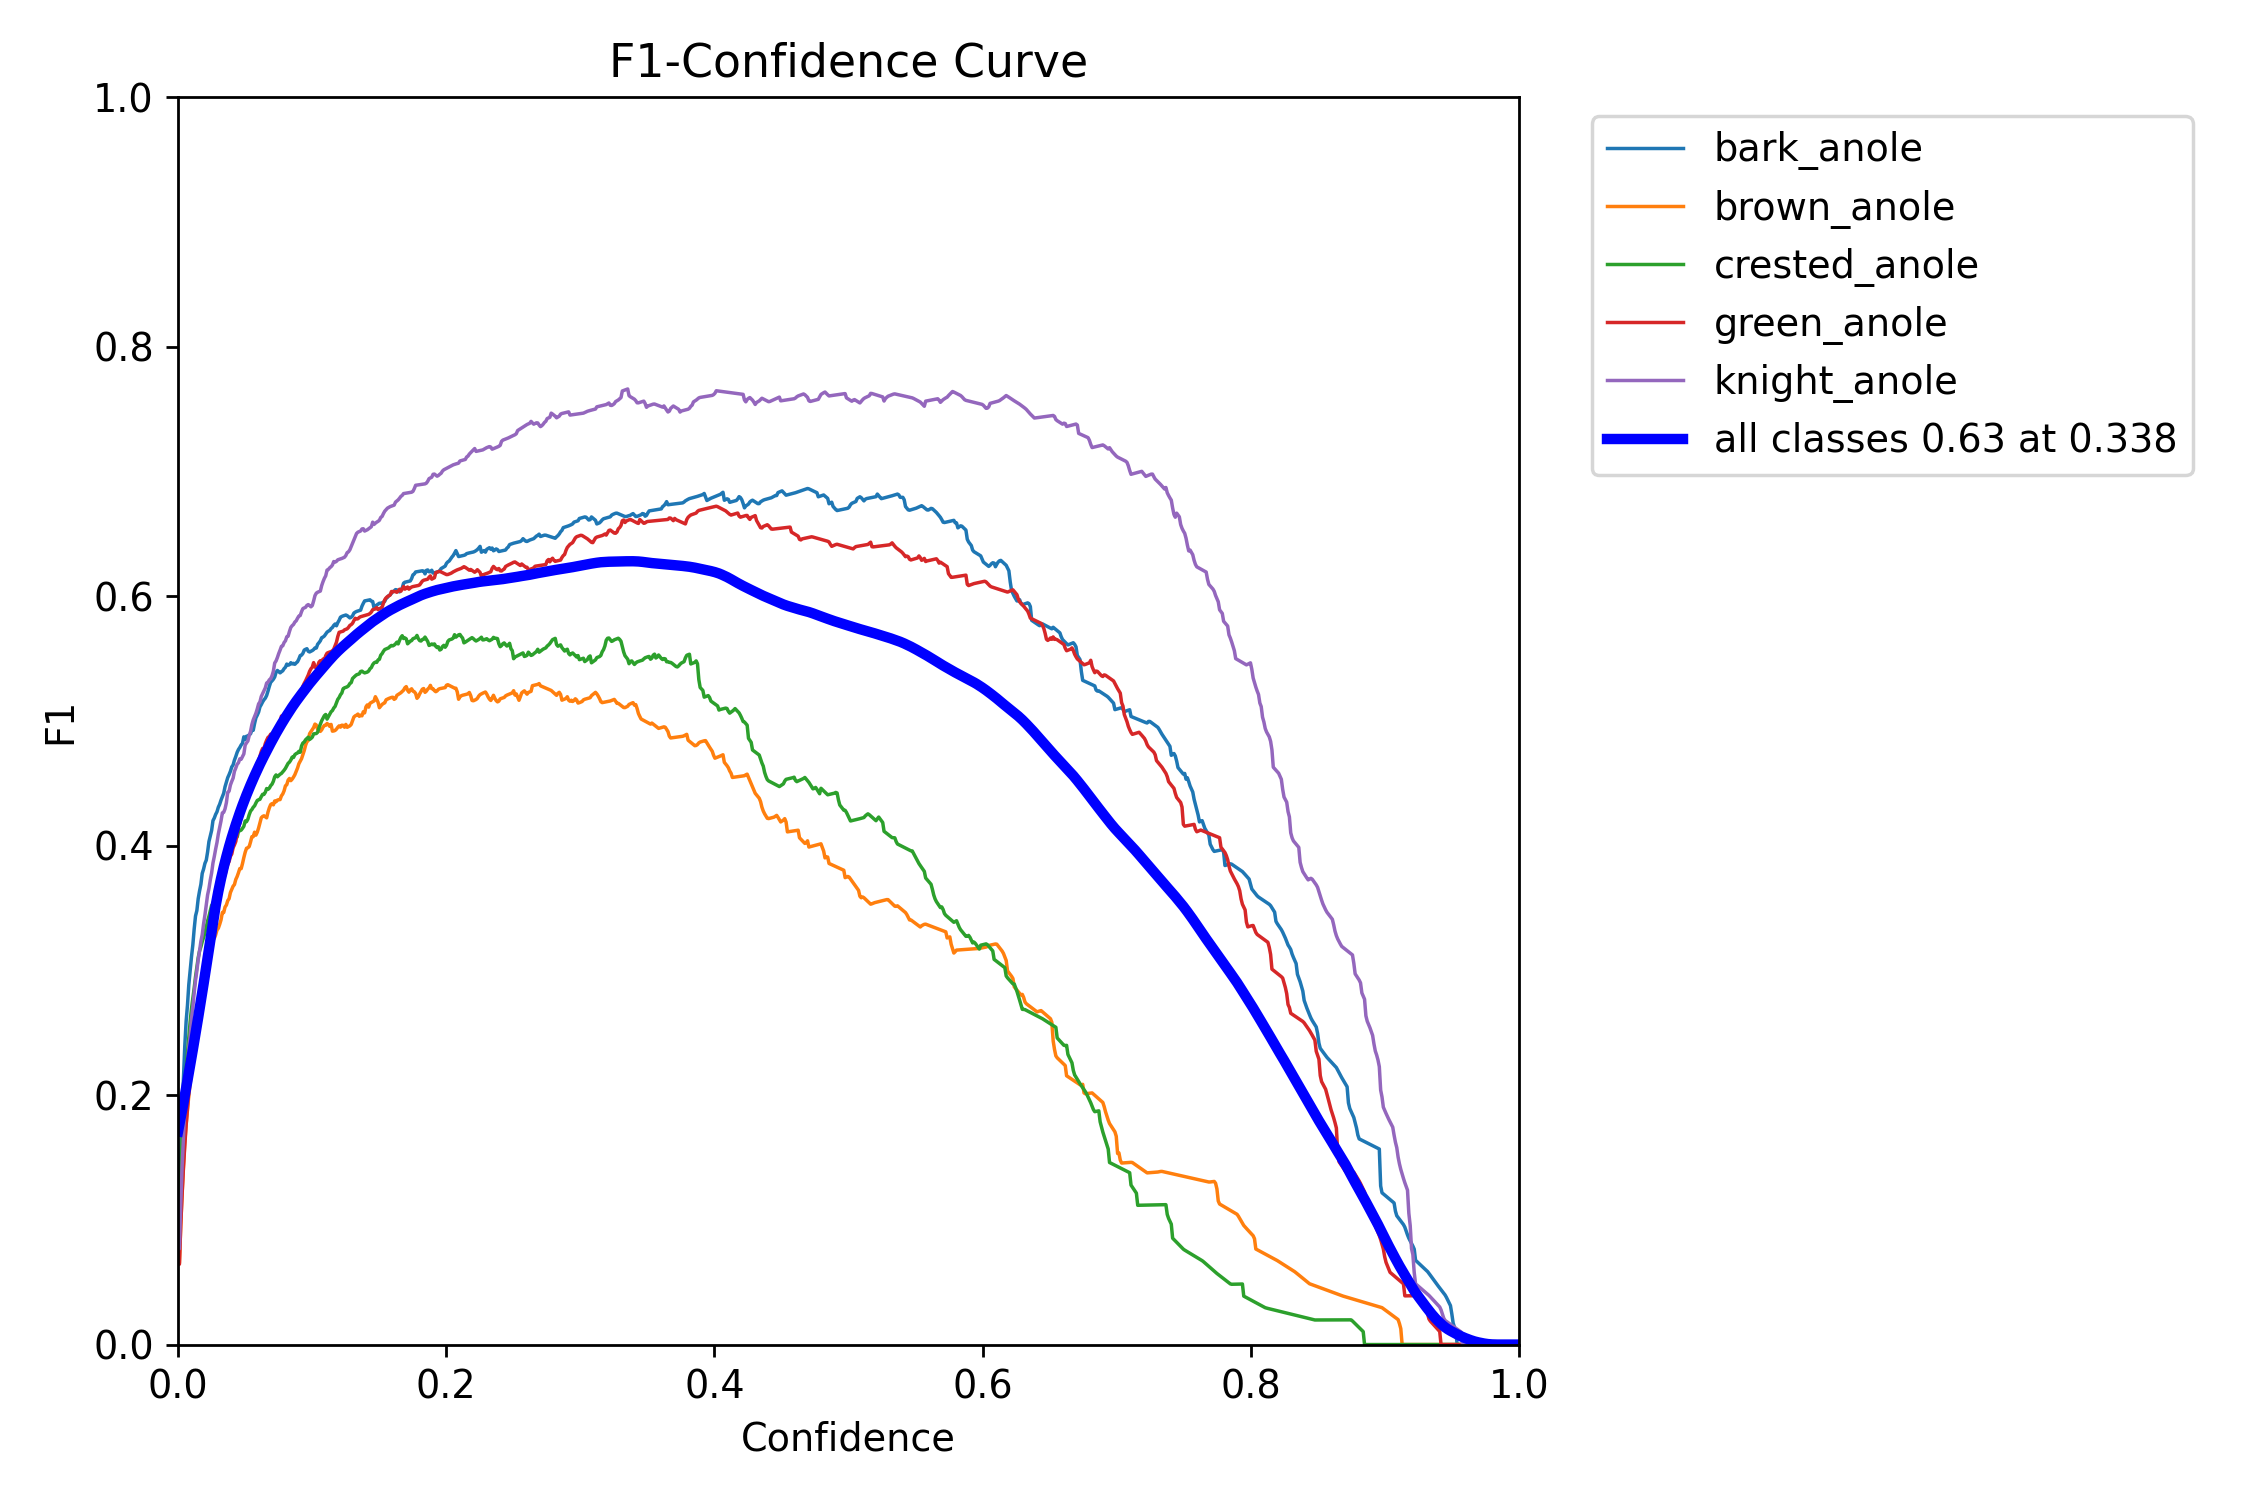 F1-Confidence Curve
1.0
0.8
0.6
0.4
0.2
0.0
F1
0.0 0.2 0.4 0.6 0.8 1.0
Confidence
bark_anole
brown_anole
crested_anole
green_anole
knight_anole
all classes 0.63 at 0.338